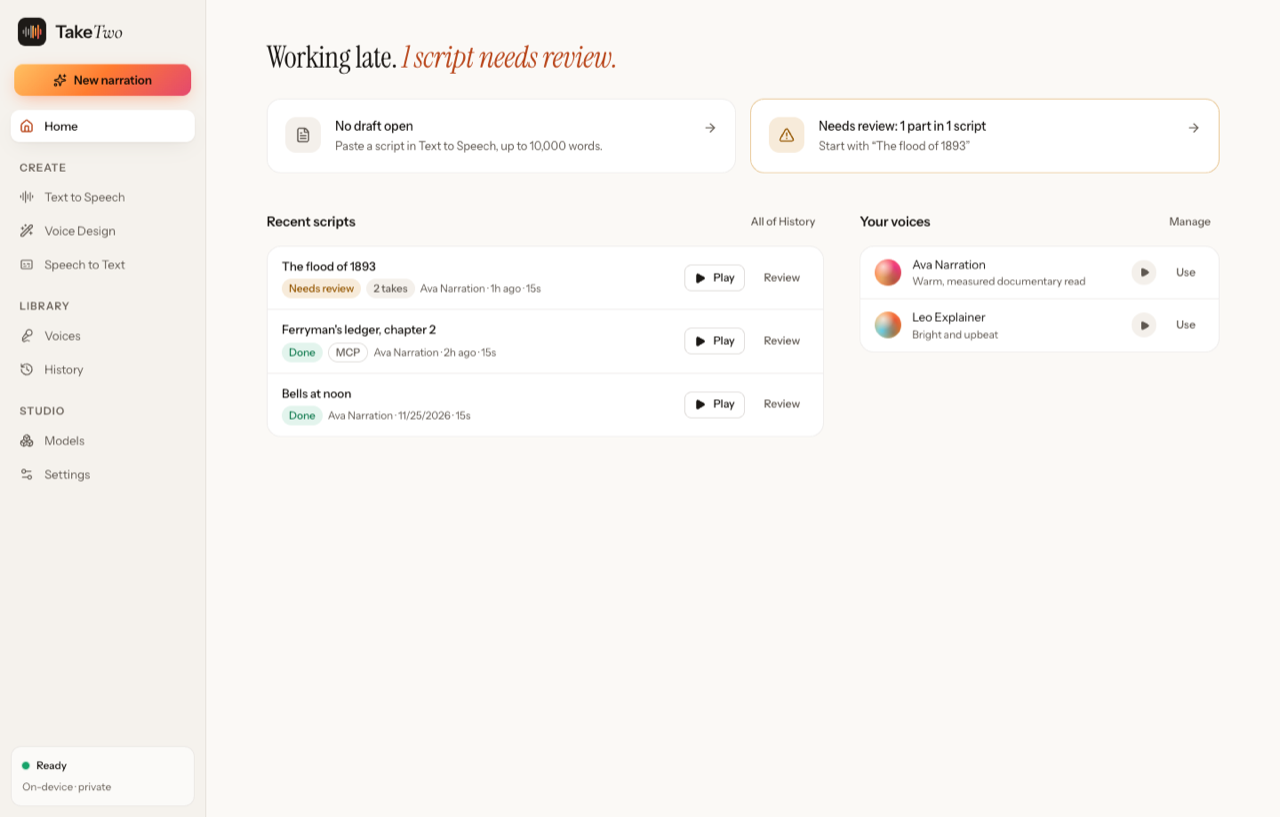 TakeTwo
New narration
Home
CREATE
Text to Speech
Voice Design
Speech to Text
LIBRARY
Voices
History
STUDIO
Models
Settings
Ready
On-device · private
Working late. 1 script needs review.
No draft open
Paste a script in Text to Speech, up to 10,000 words.
Needs review: 1 part in 1 script
Start with “The flood of 1893”
Recent scripts
All of History
The flood of 1893
Needs review 2 takes Ava Narration · 1h ago · 15s
Play Review
Ferryman's ledger, chapter 2
Done MCP Ava Narration · 2h ago · 15s
Play Review
Bells at noon
Done Ava Narration · 11/25/2026 · 15s
Play Review
Your voices
Manage
Ava Narration
Warm, measured documentary read
Use
Leo Explainer
Bright and upbeat
Use